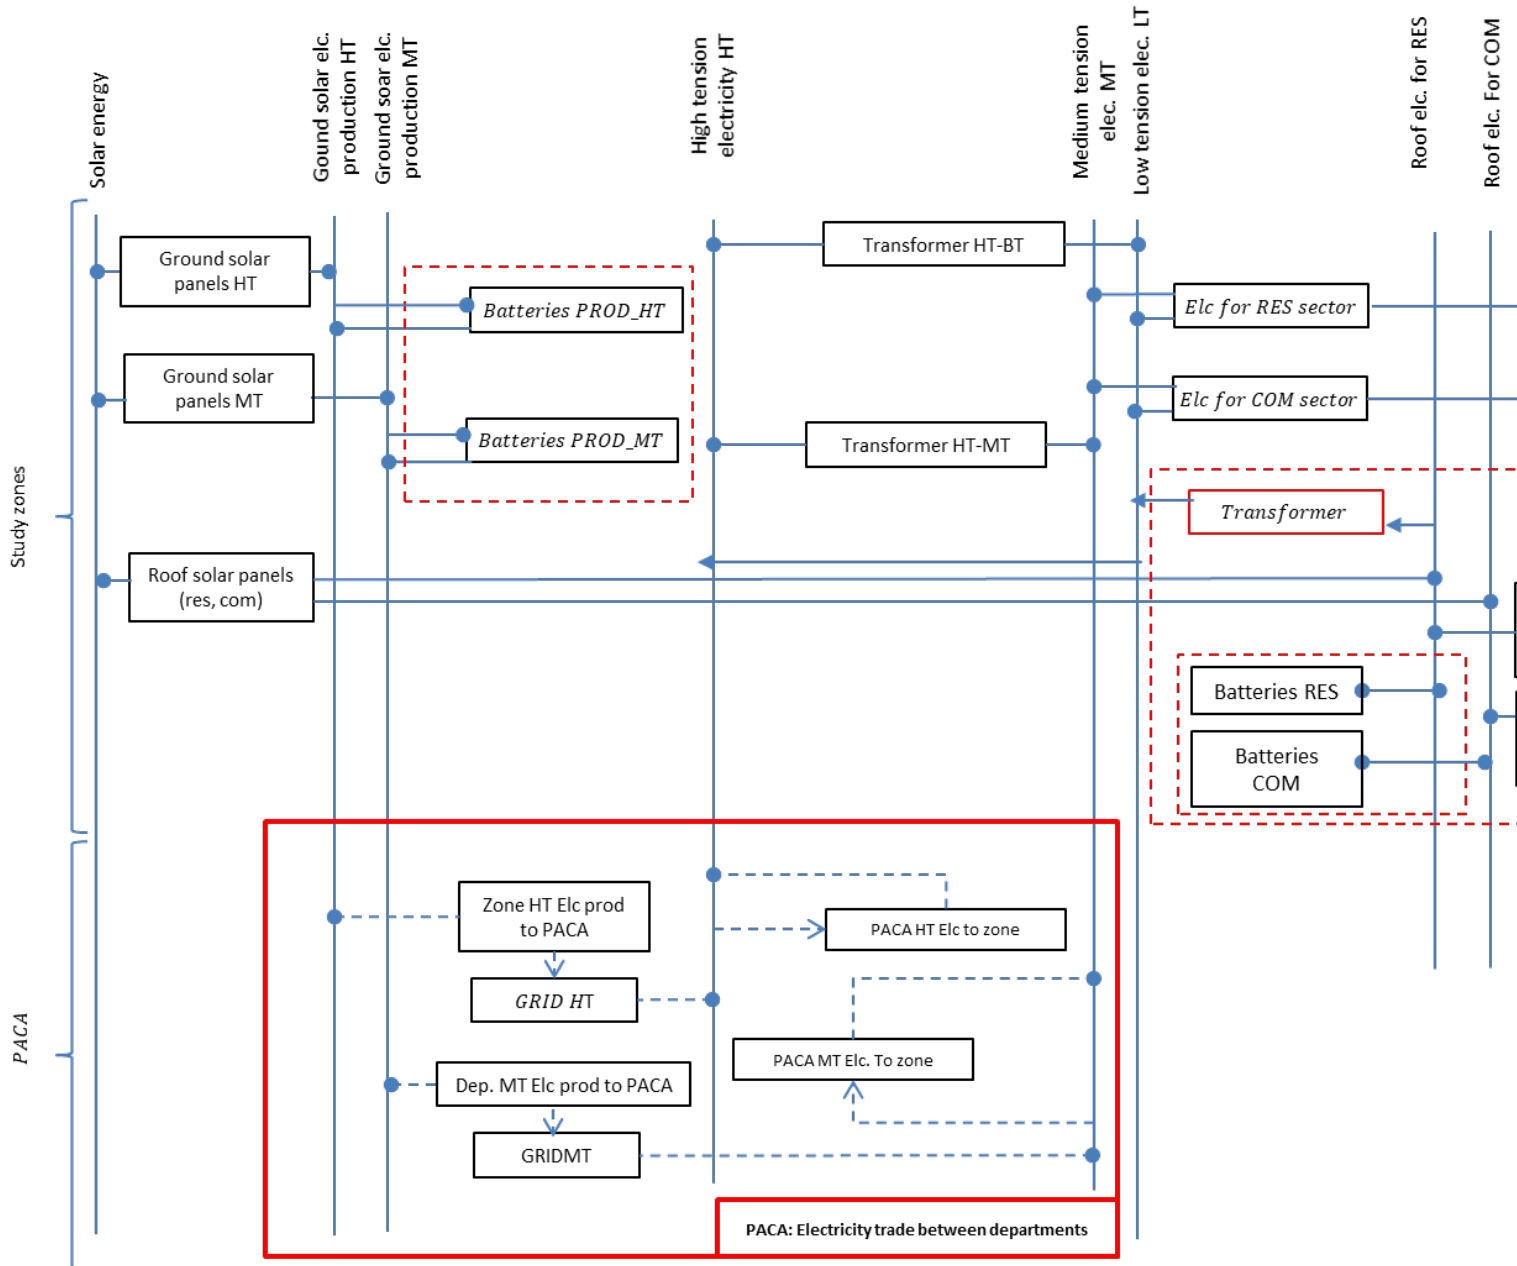 Solar energy
Gound solar elc.
production HT
Ground soar elc.
production MT
High tension
electricity HT
Medium tension
elec. MT
Low tension elec. LT
Roof elc. for RES
Roof elc. For COM
Study zones
Ground solar
panels HT
Batteries PROD_HT
Transformer HT-BT
Elc for RES sector
Ground solar
panels MT
Batteries PROD_MT
Transformer HT-MT
Elc for COM sector
Transformer
Roof solar panels
(res, com)
Batteries RES
Batteries
COM
PACA
Zone HT Elc prod
to PACA
PACA HT Elc to zone
GRID HT
PACA MT Elc. To zone
Dep. MT Elc prod to PACA
GRIDMT
PACA: Electricity trade between departments